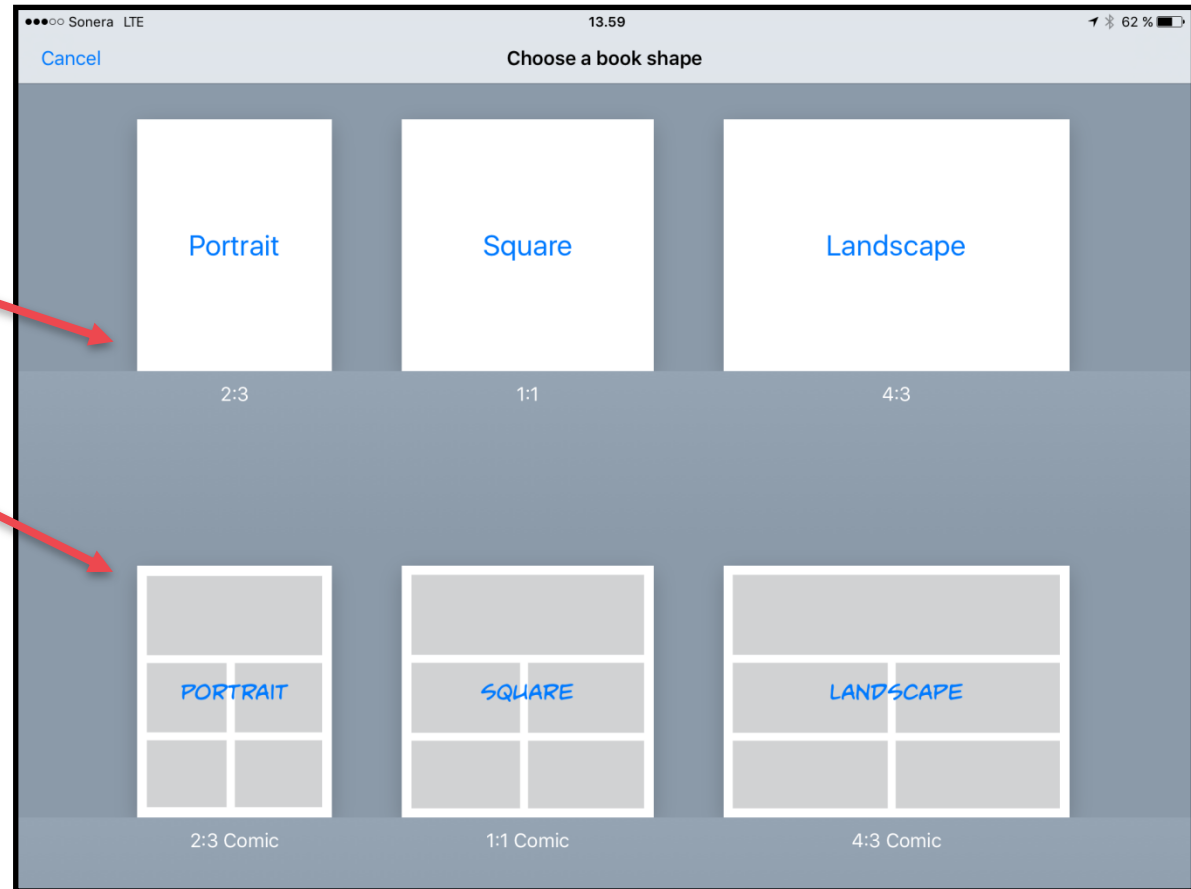 Sonera LTE 13.59 62 %
Cancel Choose a book shape
Portrait Square Landscape
2:3 1:1 4:3
PORTRAIT SQUARE LANDSCAPE
2:3 Comic 1:1 Comic 4:3 Comic